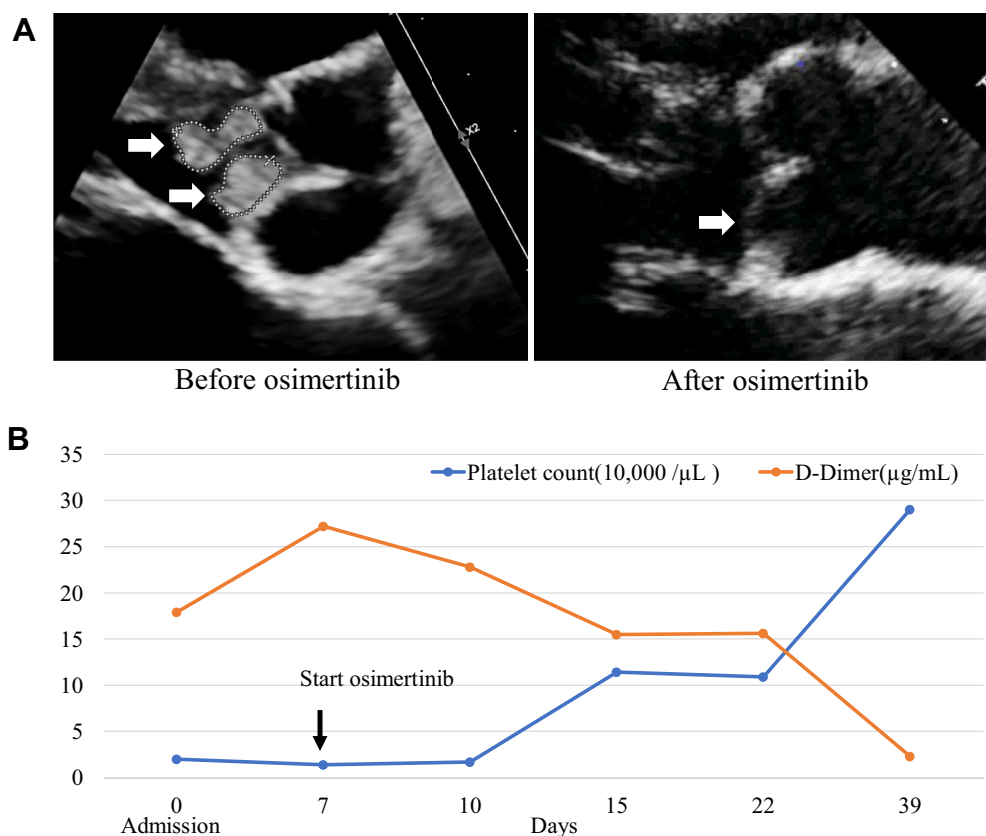 A
X2
Before osimertinib
After osimertinib
B
35
30
25
20
15
10
5
0
Platelet count(10,000 /µL )
D-Dimer(µg/mL)
Start osimertinib
0 7 10 15 22 39
Admission
Days